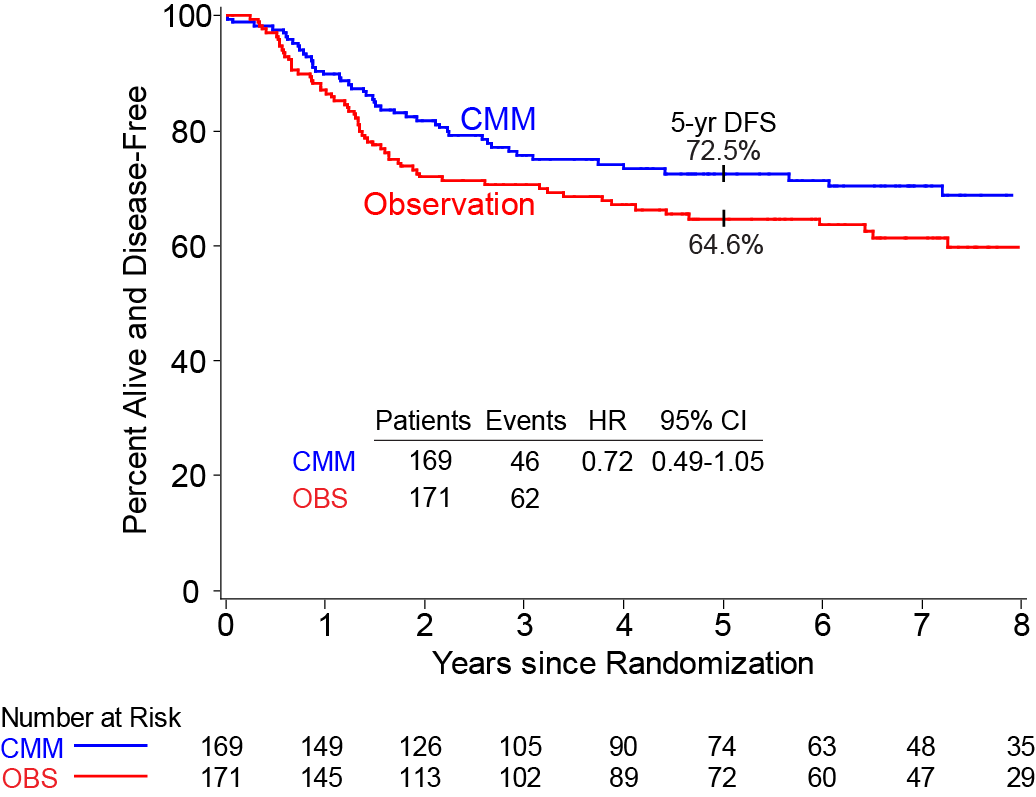 Percent Alive and Disease-Free
100
80
60
40
20
0
CMM
Observation
5-yr DFS
72.5%
64.6%
Patients Events HR 95% CI
CMM 169 46 0.72 0.49-1.05
OBS 171 62
0 1 2 3 4 5 6 7 8
Years since Randomization
Number at Risk
CMM 169 149 126 105 90 74 63 48 35
OBS 171 145 113 102 89 72 60 47 29